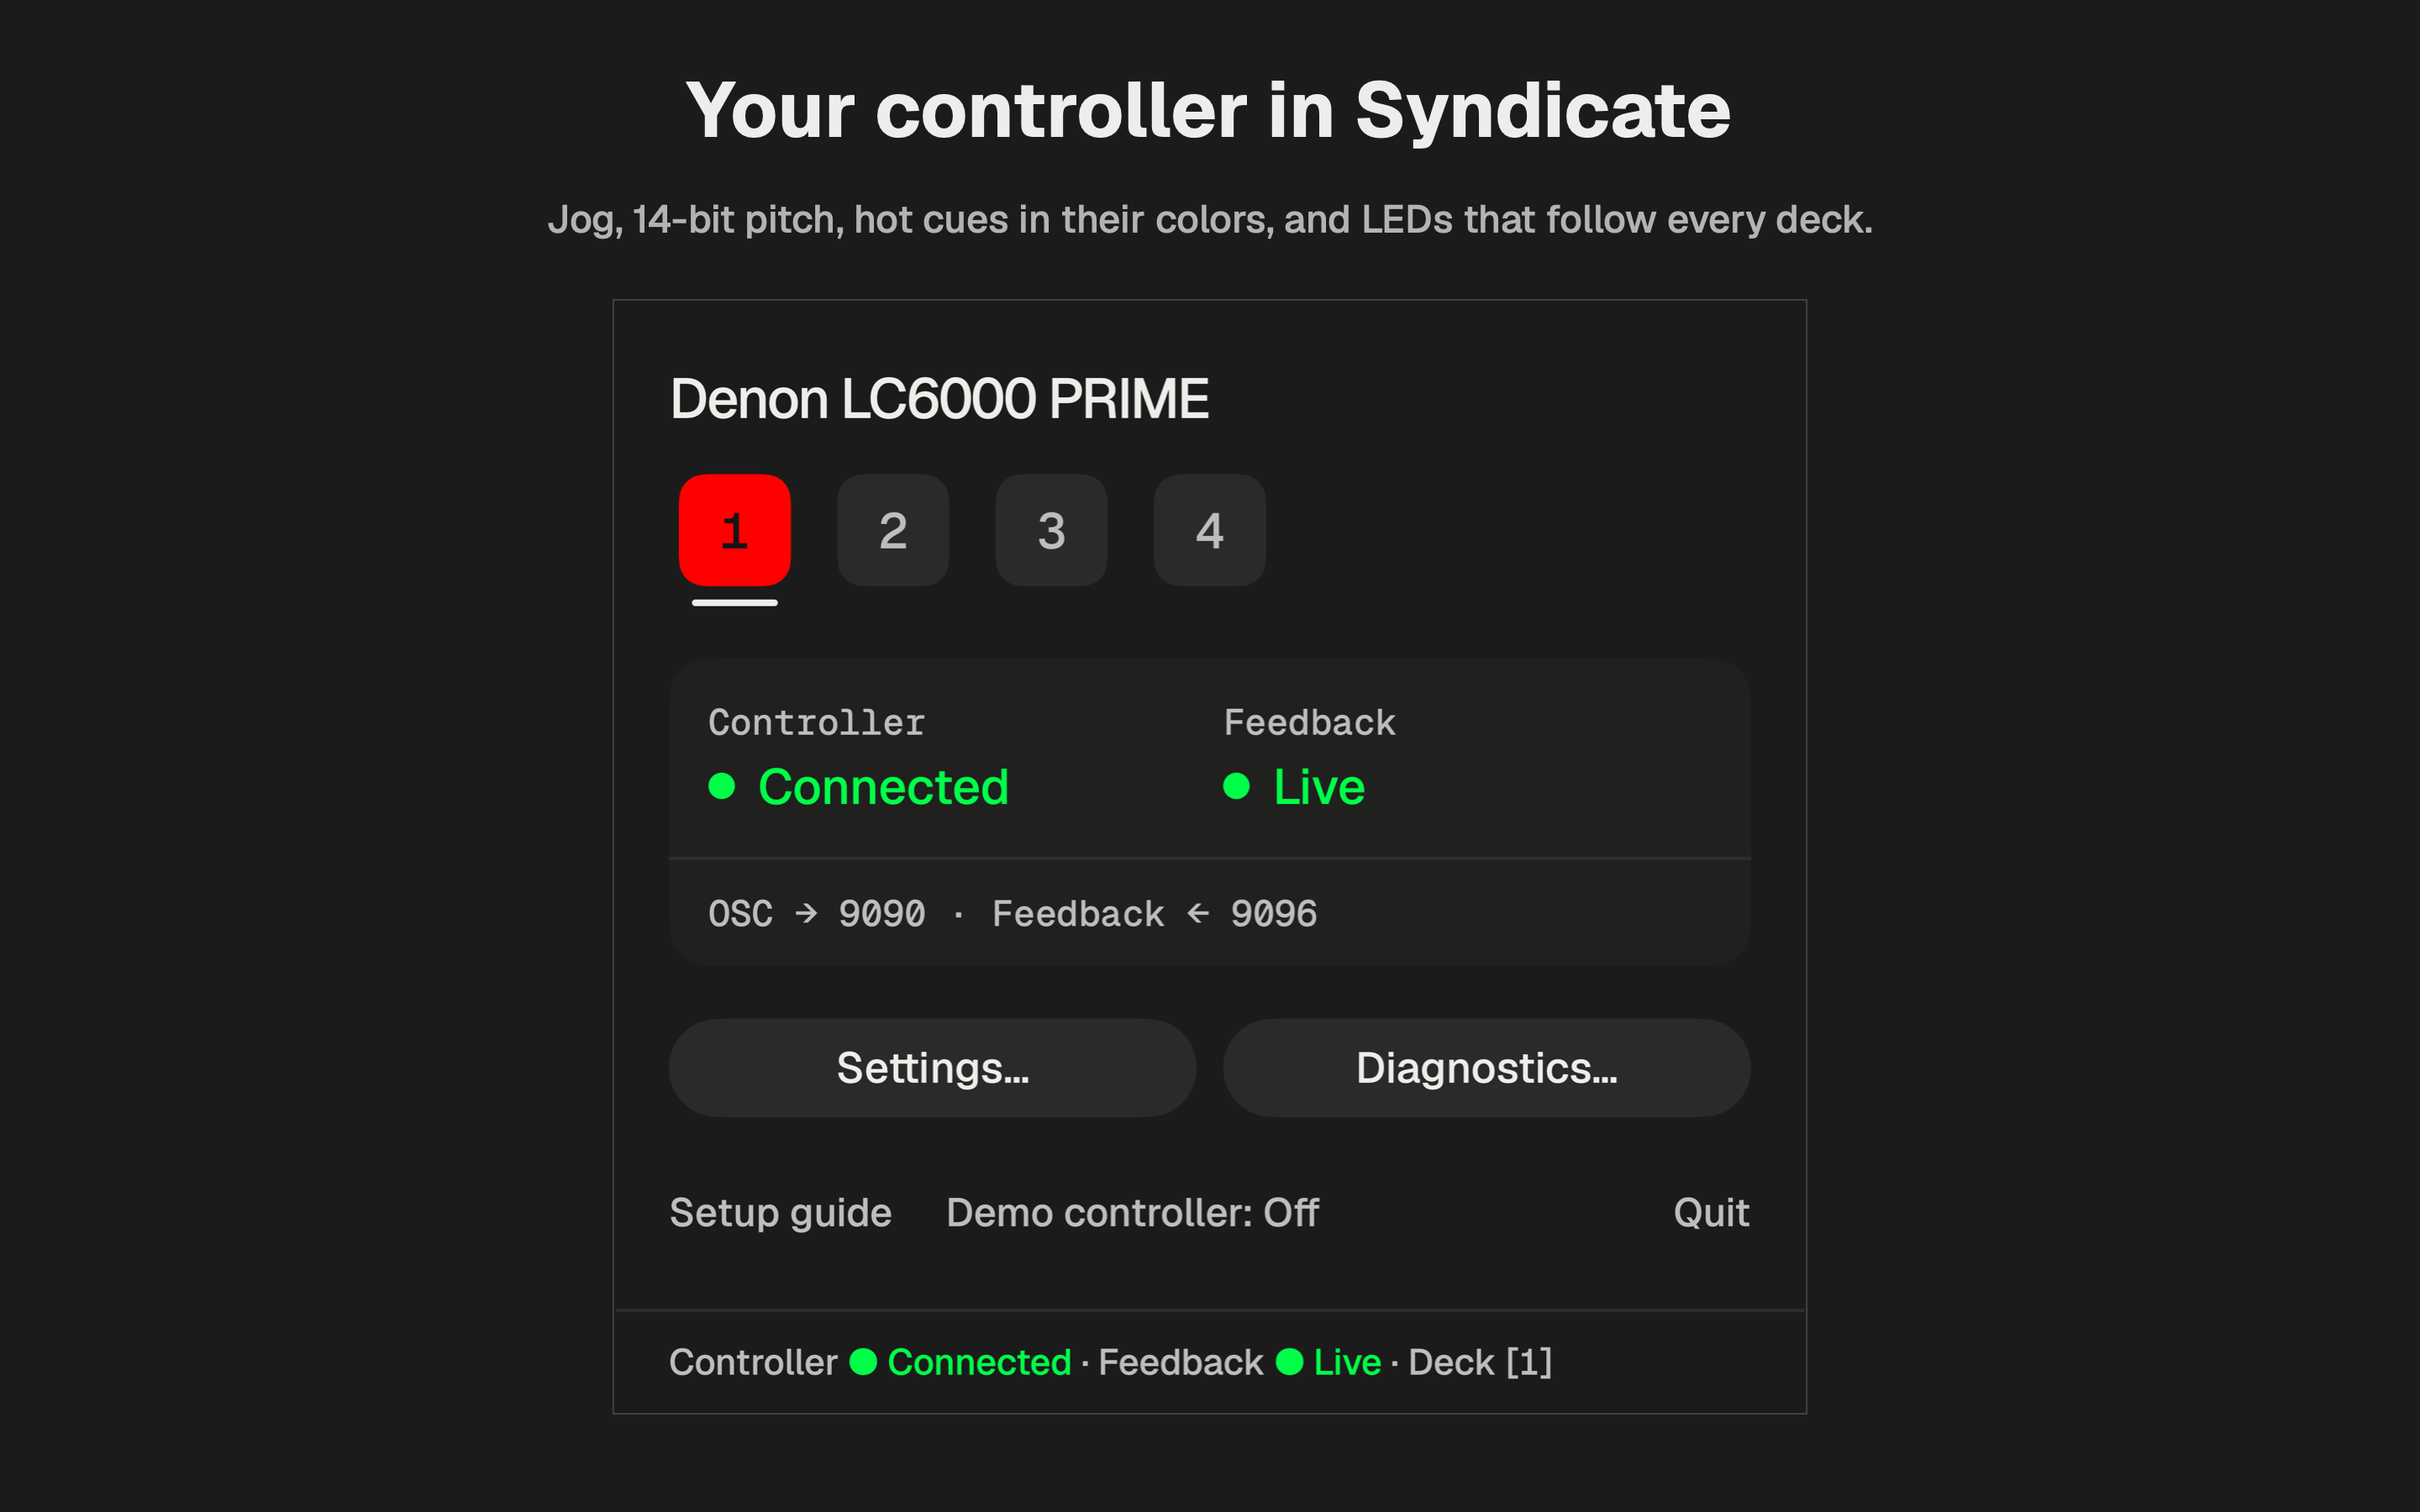 Your controller in Syndicate
Jog, 14-bit pitch, hot cues in their colors, and LEDs that follow every deck.
Denon LC6000 PRIME
1 2 3 4
Controller Feedback
Connected Live
OSC → 9090 · Feedback ← 9096
Settings… Diagnostics…
Setup guide Demo controller: Off Quit
Controller ● Connected · Feedback ● Live · Deck [1]